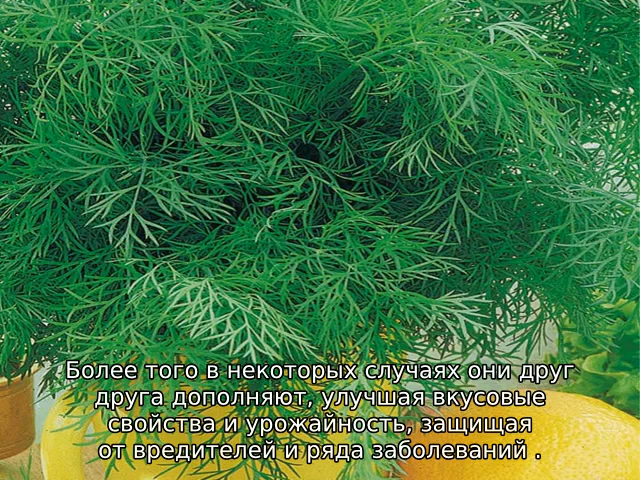 Более того в некоторых случаях они друг
друга дополняют, улучшая вкусовые
свойства и урожайность, защищая
от вредителей и ряда заболеваний .